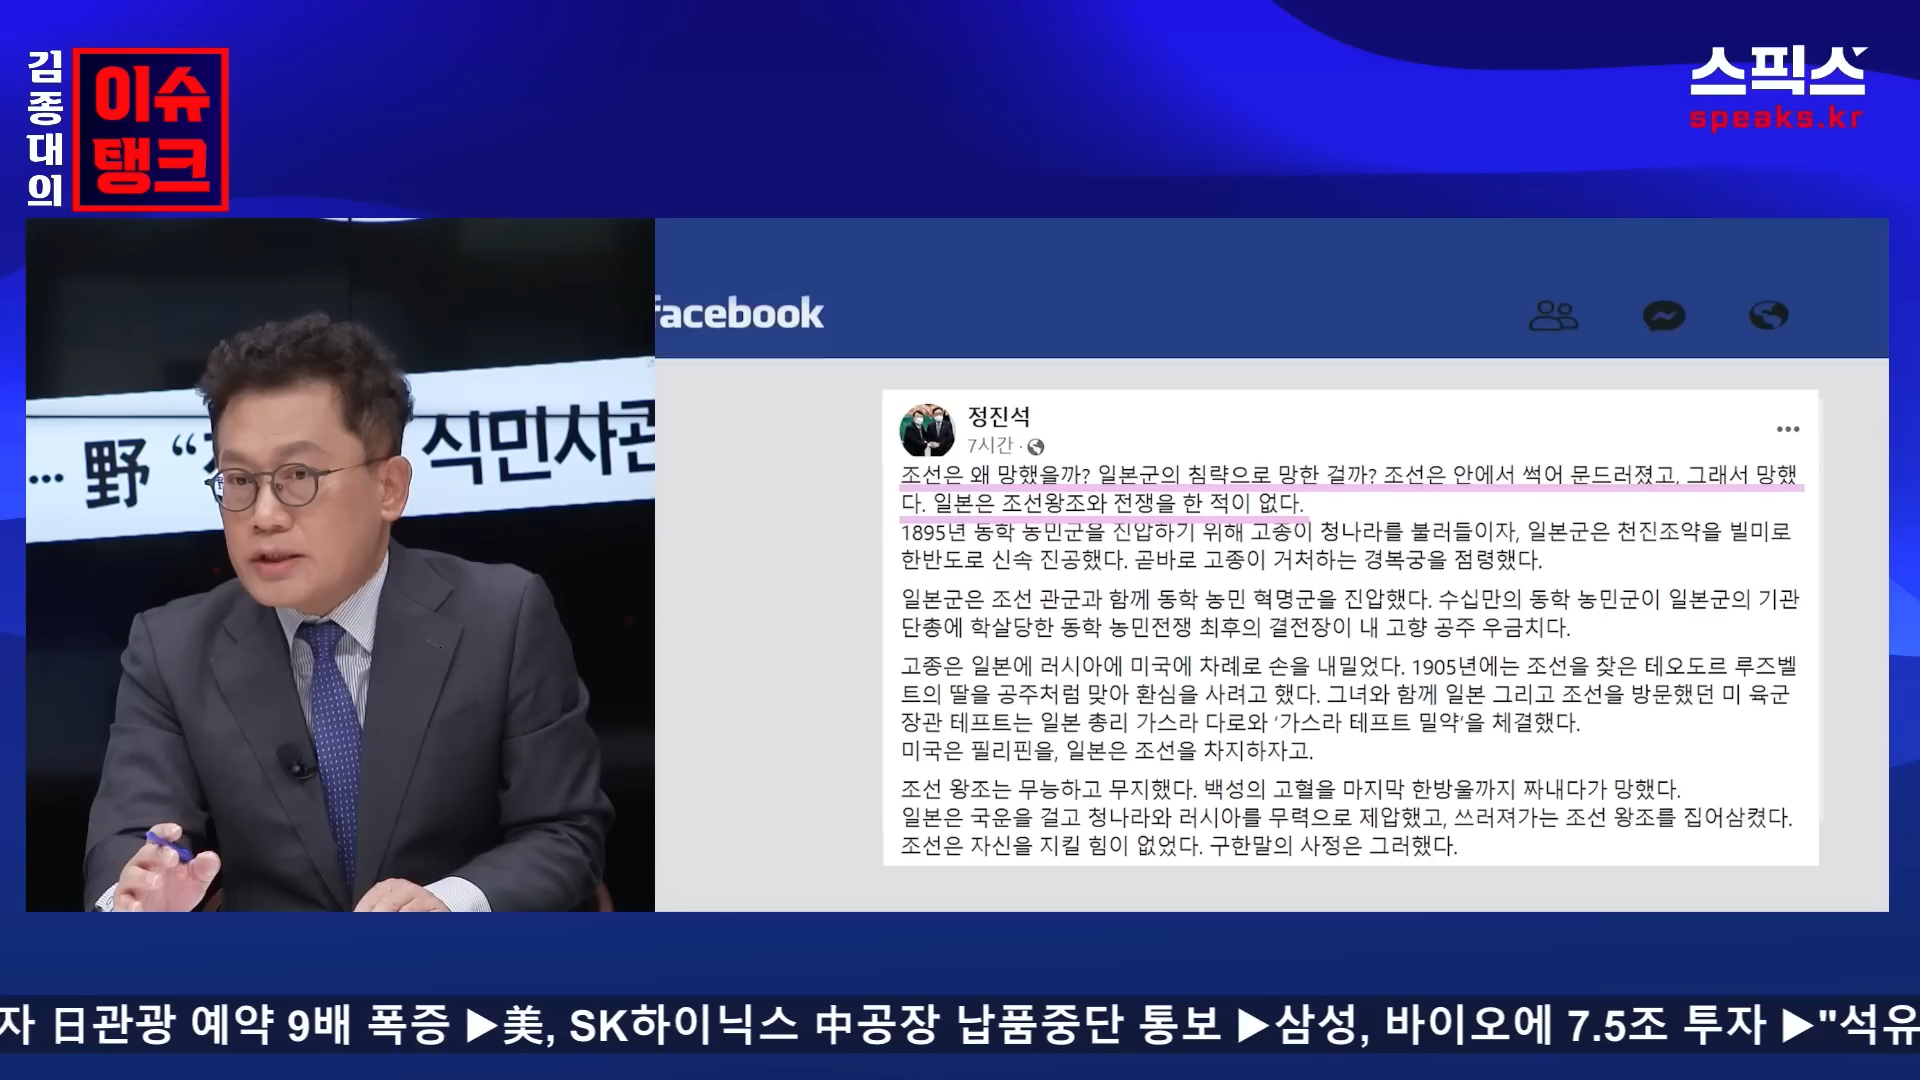 김종대의
이슈
탱크
스픽스
speaks.kr
… 野 “
식민사관
facebook
정진석
7시간 ·
조선은 왜 망했을까? 일본군의 침략으로 망한 걸까? 조선은 안에서 썩어 문드러졌고, 그래서 망했
다. 일본은 조선왕조와 전쟁을 한 적이 없다.
1895년 동학 농민군을 진압하기 위해 고종이 청나라를 불러들이자, 일본군은 천진조약을 빌미로
한반도로 신속 진공했다. 곧바로 고종이 거처하는 경복궁을 점령했다.
일본군은 조선 관군과 함께 동학 농민 혁명군을 진압했다. 수십만의 동학 농민군이 일본군의 기관
단총에 학살당한 동학 농민전쟁 최후의 결전장이 내 고향 공주 우금치다.
고종은 일본에 러시아에 미국에 차례로 손을 내밀었다. 1905년에는 조선을 찾은 테오도르 루즈벨
트의 딸을 공주처럼 맞아 환심을 사려고 했다. 그녀와 함께 일본 그리고 조선을 방문했던 미 육군
장관 테프트는 일본 총리 가스라 다로와 '가스라 테프트 밀약'을 체결했다.
미국은 필리핀을, 일본은 조선을 차지하자고.
조선 왕조는 무능하고 무지했다. 백성의 고혈을 마지막 한방울까지 짜내다가 망했다.
일본은 국운을 걸고 청나라와 러시아를 무력으로 제압했고, 쓰러져가는 조선 왕조를 집어삼켰다.
조선은 자신을 지킬 힘이 없었다. 구한말의 사정은 그러했다.
자 日관광 예약 9배 폭증 ▶美, SK하이닉스 中공장 납품중단 통보 ▶삼성, 바이오에 7.5조 투자 ▶"석유